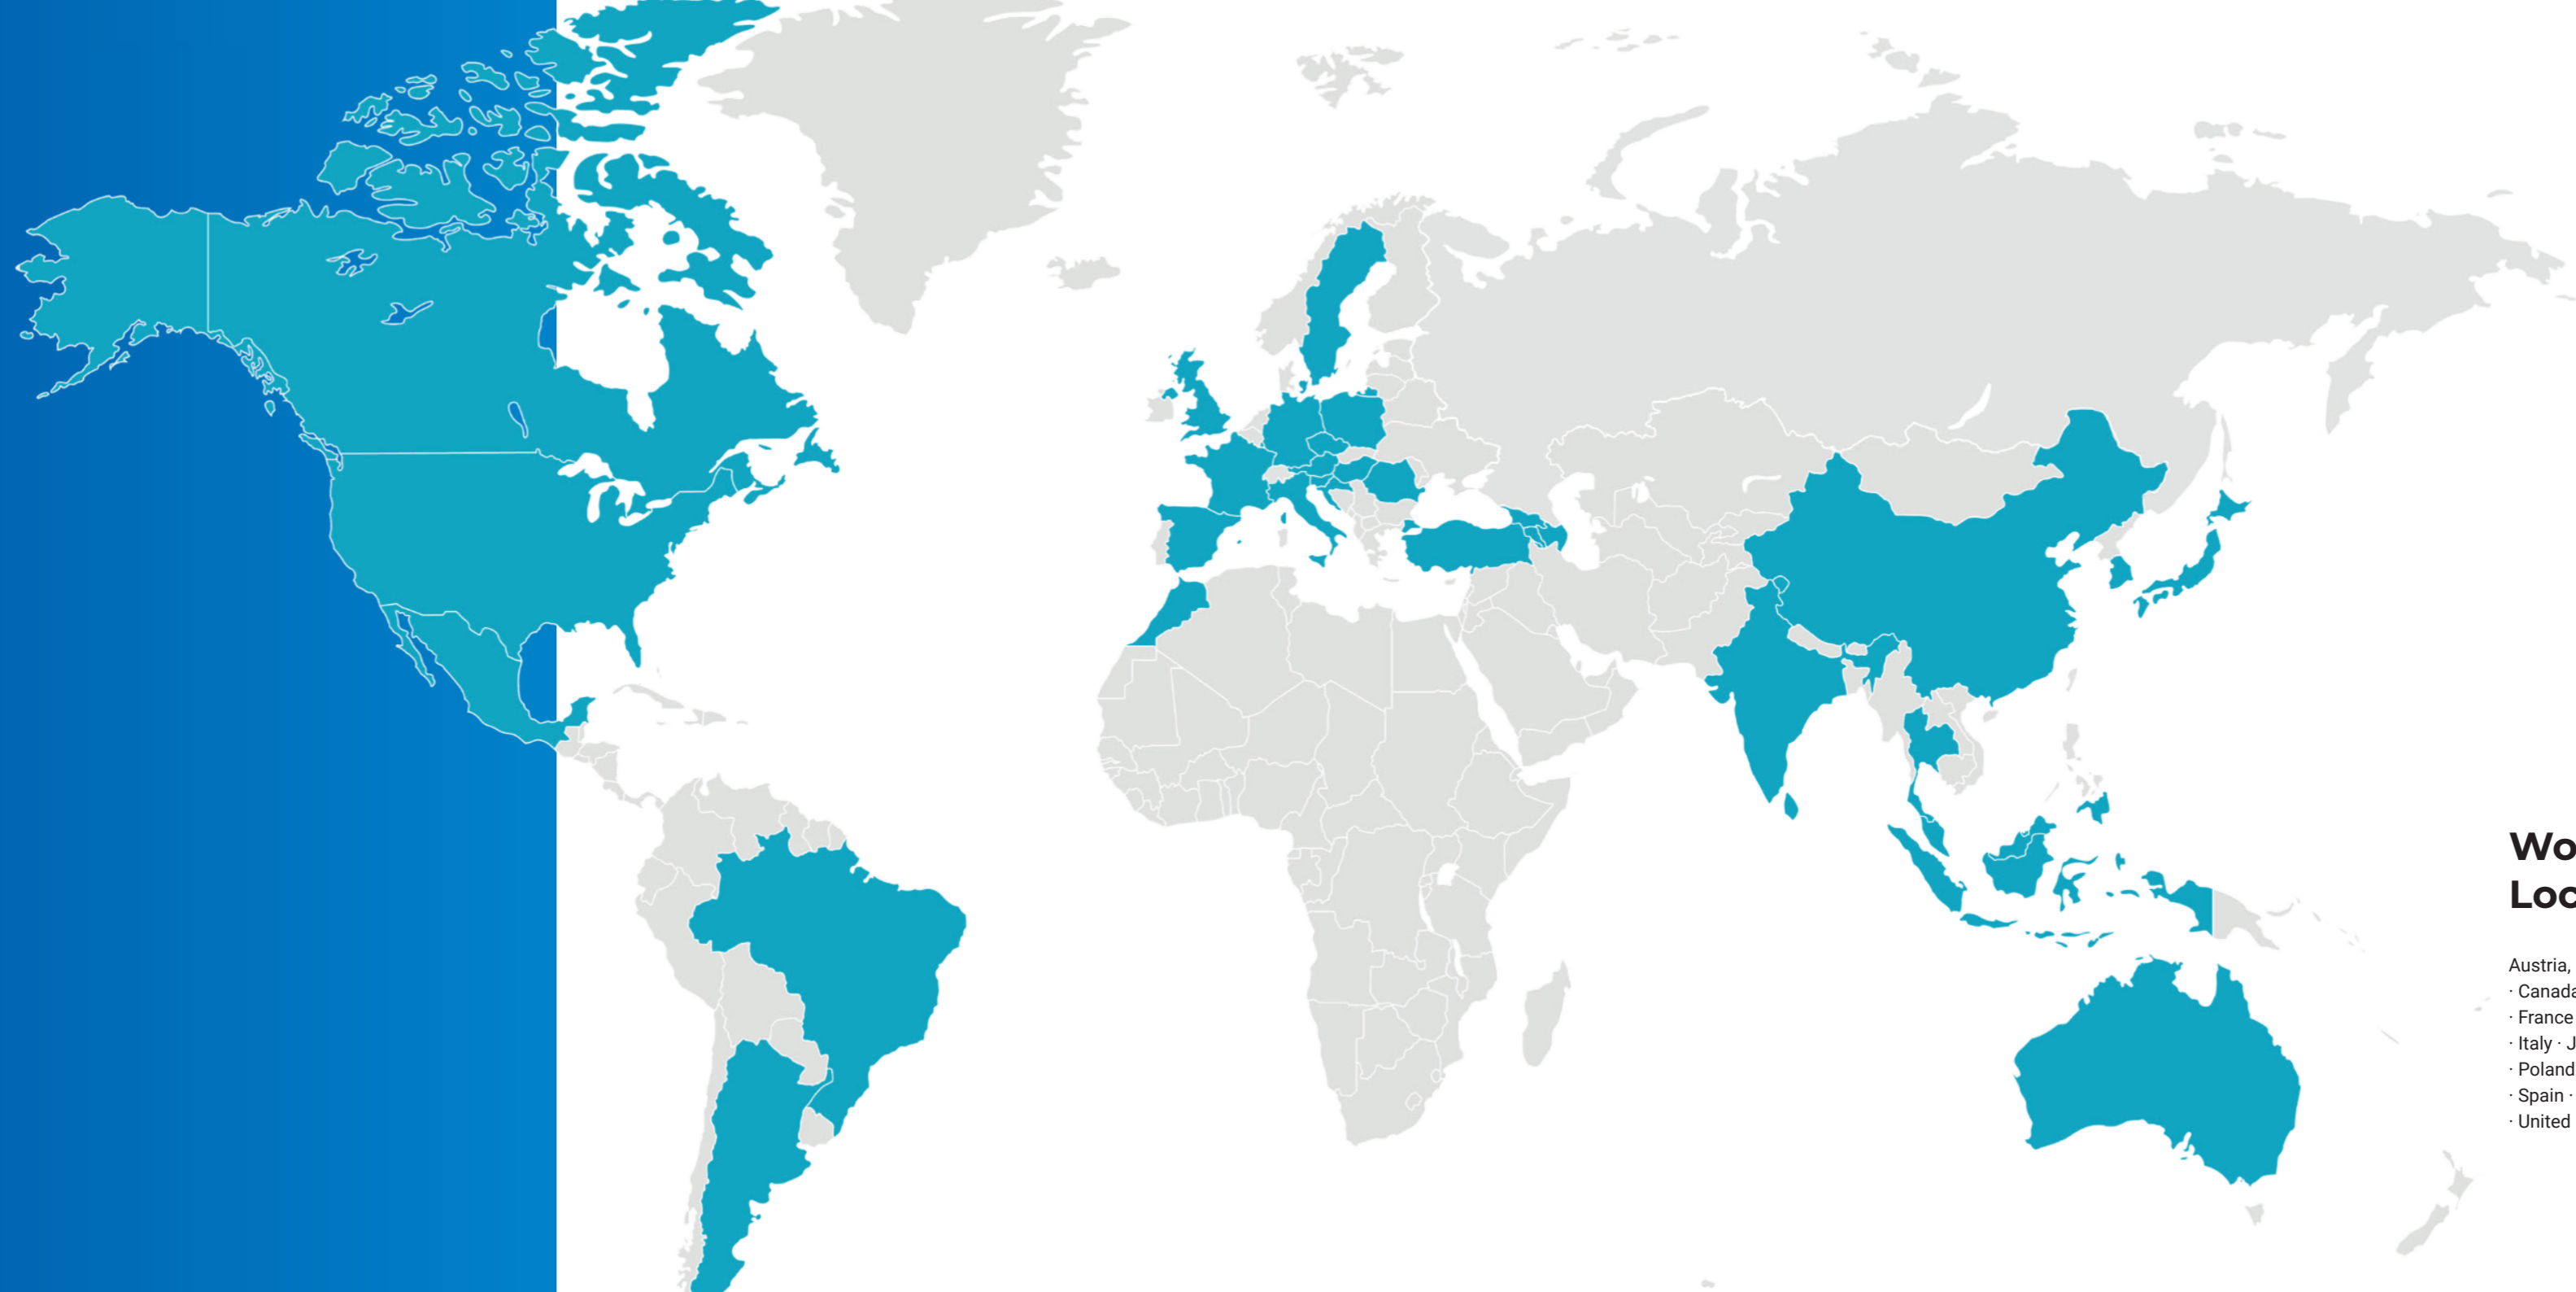 Wo
Loc
Austria,
· Canada
· France
· Italy · J
· Poland
· Spain ·
· United